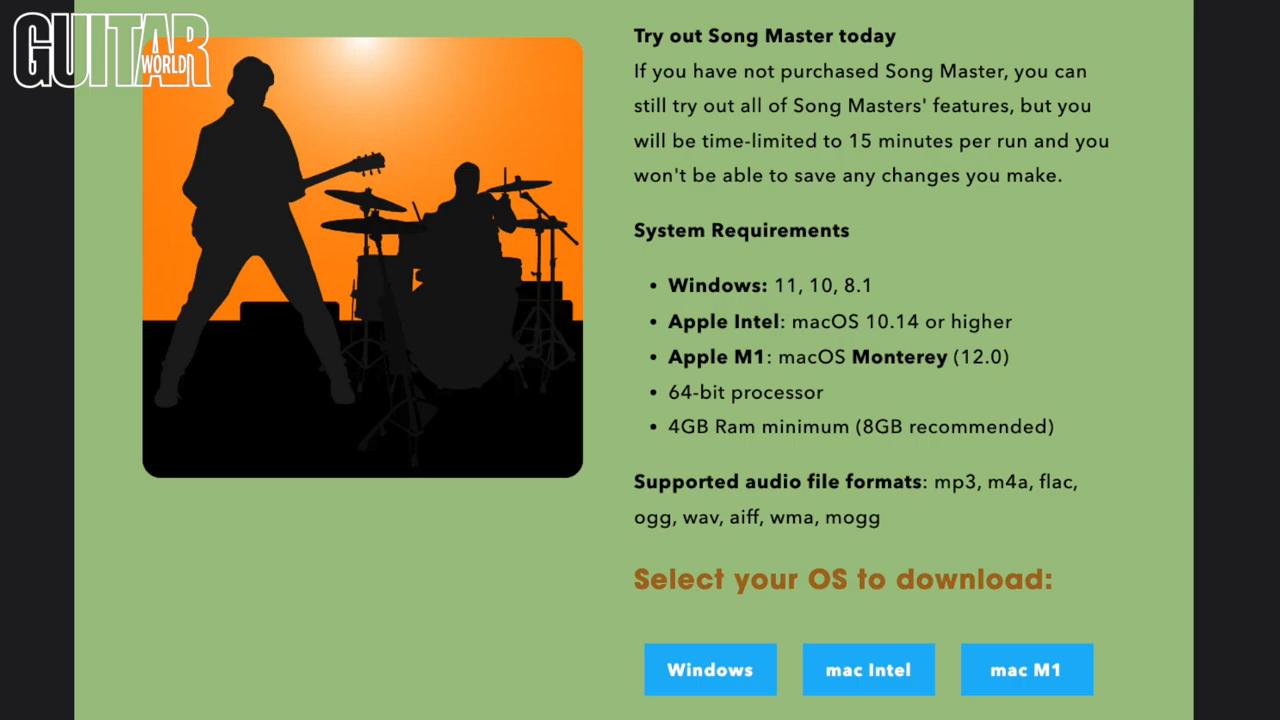 GUITAR
WORLD
Try out Song Master today
If you have not purchased Song Master, you can
still try out all of Song Masters' features, but you
will be time-limited to 15 minutes per run and you
won't be able to save any changes you make.
System Requirements
• Windows: 11, 10, 8.1
• Apple Intel: macOS 10.14 or higher
• Apple M1: macOS Monterey (12.0)
• 64-bit processor
• 4GB Ram minimum (8GB recommended)
Supported audio file formats: mp3, m4a, flac,
ogg, wav, aiff, wma, mogg
Select your OS to download:
Windows mac Intel mac M1